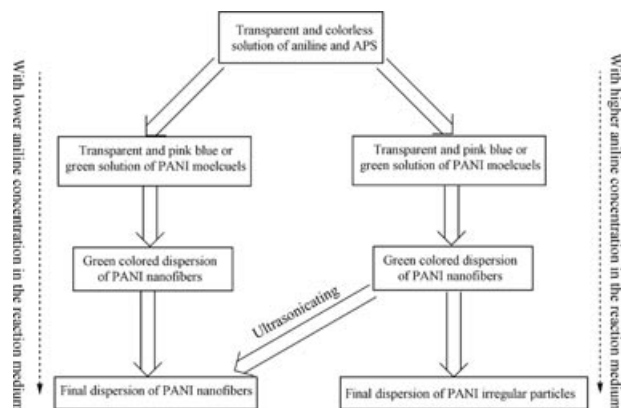 Transparent and colorless
solution of aniline and APS
With lower aniline concentration in the reaction medium
With higher aniline concentration in the reaction medium
Transparent and pink blue or
green solution of PANI moelcuels
Transparent and pink blue or
green solution of PANI moelcuels
Green colored dispersion
of PANI nanofibers
Green colored dispersion
of PANI nanofibers
Ultrasonicating
Final dispersion of PANI nanofibers
Final dispersion of PANI irregular particles